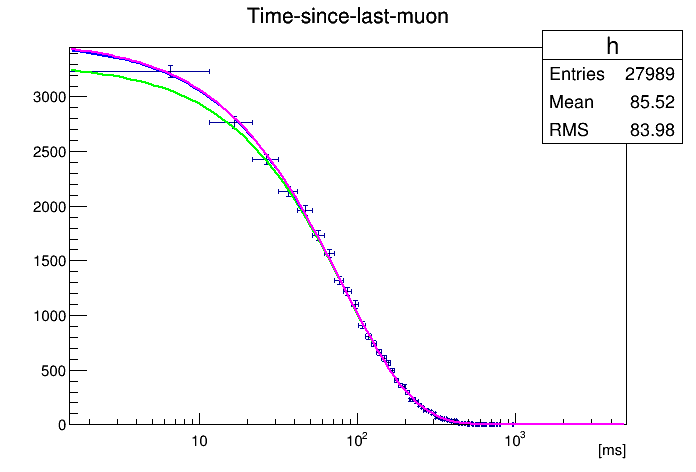 Time-since-last-muon
h
Entries 27989
Mean 85.52
RMS 83.98
3000
2500
2000
1500
1000
500
0
10 10² 10³
[ms]